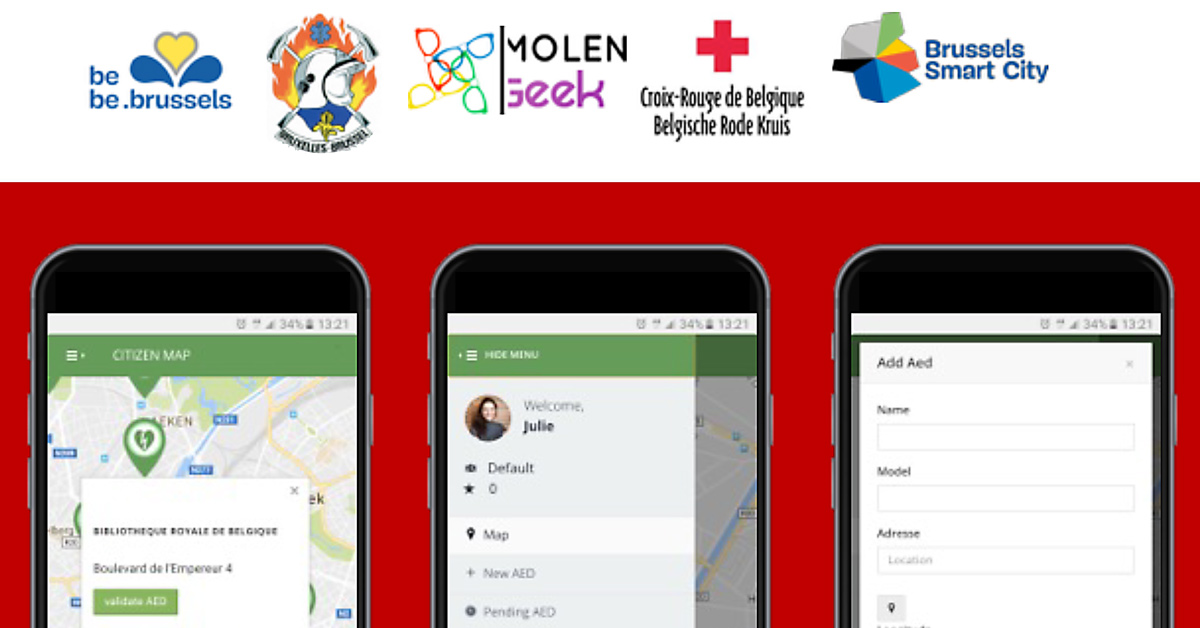 be
be.brussels
BRUXELLES-BRUSSEL
MOLEN
Geek
Croix-Rouge de Belgique
Belgische Rode Kruis
Brussels
Smart City
34% 13:21
CITIZEN MAP
AEKEN
ek
BIBLIOTHEQUE ROYALE DE BELGIQUE
Boulevard de l'Empereur 4
validate AED
34% 13:21
HIDE MENU
Welcome,
Julie
Default
0
Map
New AED
Pending AED
34% 13:21
Add Aed
Name
Model
Adresse
Location